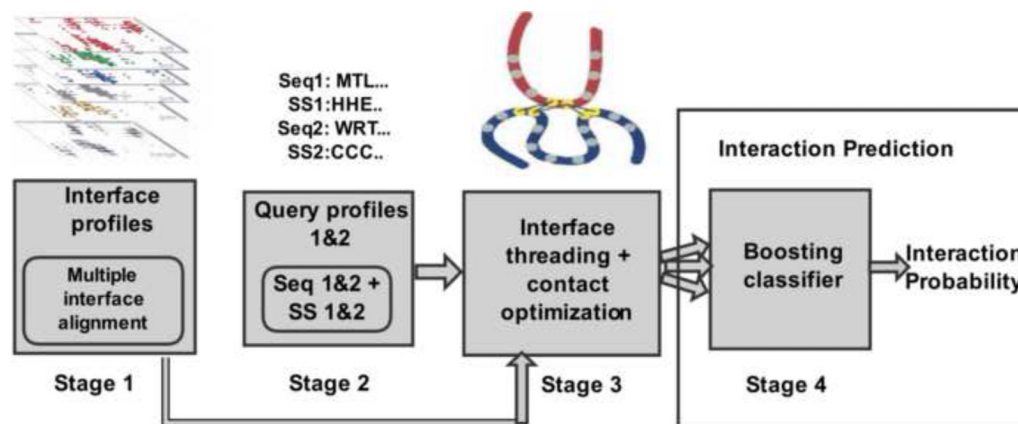 Seq1: MTL...
SS1:HHE..
Seq2: WRT...
SS2:CCC..
Interface
profiles
Multiple
interface
alignment
Stage 1
Query profiles
1&2
Seq 1&2 +
SS 1&2
Stage 2
Interface
threading +
contact
optimization
Stage 3
Interaction Prediction
Boosting
classifier
Stage 4
Interaction
Probability